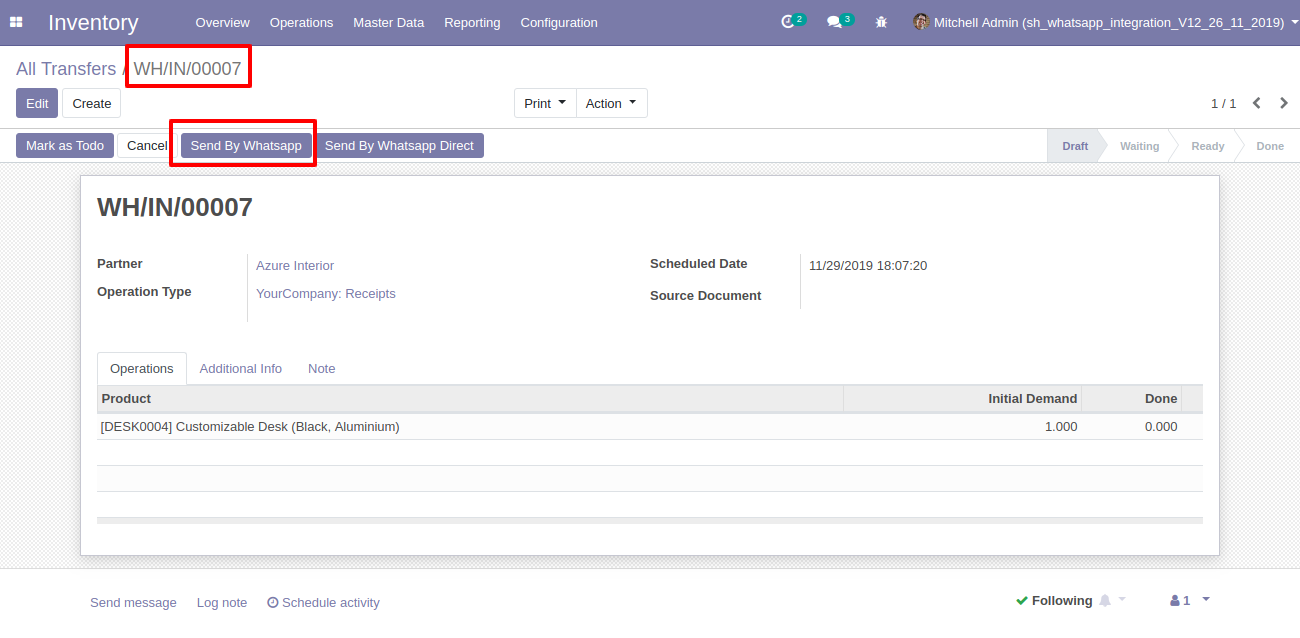 Inventory Overview Operations Master Data Reporting Configuration 2 3 Mitchell Admin (sh_whatsapp_integration_V12_26_11_2019)
All Transfers / WH/IN/00007
Edit Create Print Action 1 / 1
Mark as Todo Cancel Send By Whatsapp Send By Whatsapp Direct Draft Waiting Ready Done
WH/IN/00007
Partner Azure Interior Scheduled Date 11/29/2019 18:07:20
Operation Type YourCompany: Receipts Source Document
Operations Additional Info Note
Product Initial Demand Done
[DESK0004] Customizable Desk (Black, Aluminium) 1.000 0.000
Send message Log note Schedule activity Following 1